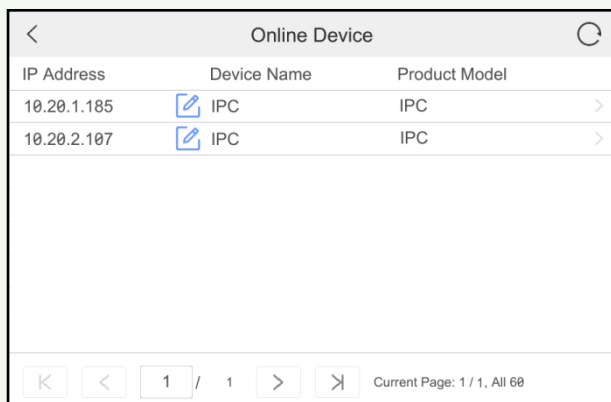 Online Device
IP Address Device Name Product Model
10.20.1.185 IPC IPC
10.20.2.107 IPC IPC
1 / 1 Current Page: 1 / 1, All 60